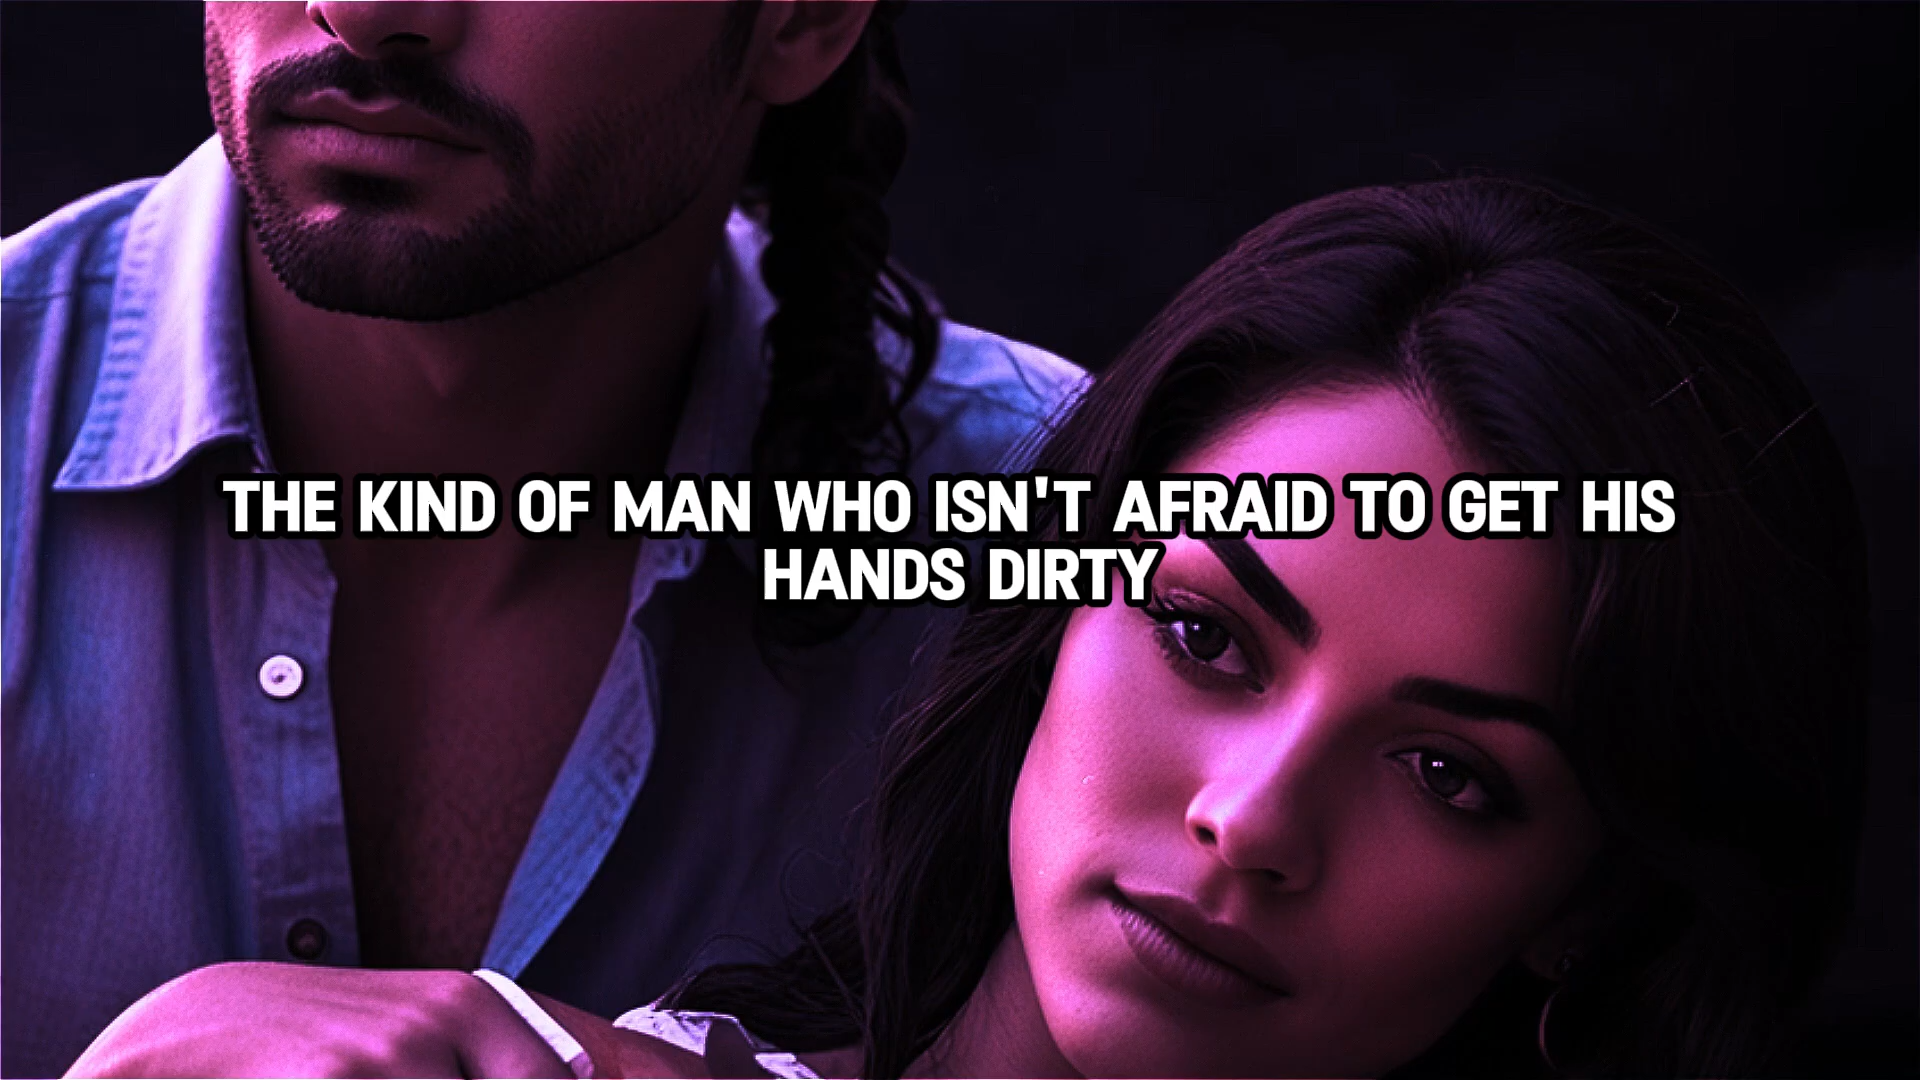 THE KIND OF MAN WHO ISN'T AFRAID TO GET HIS
HANDS DIRTY